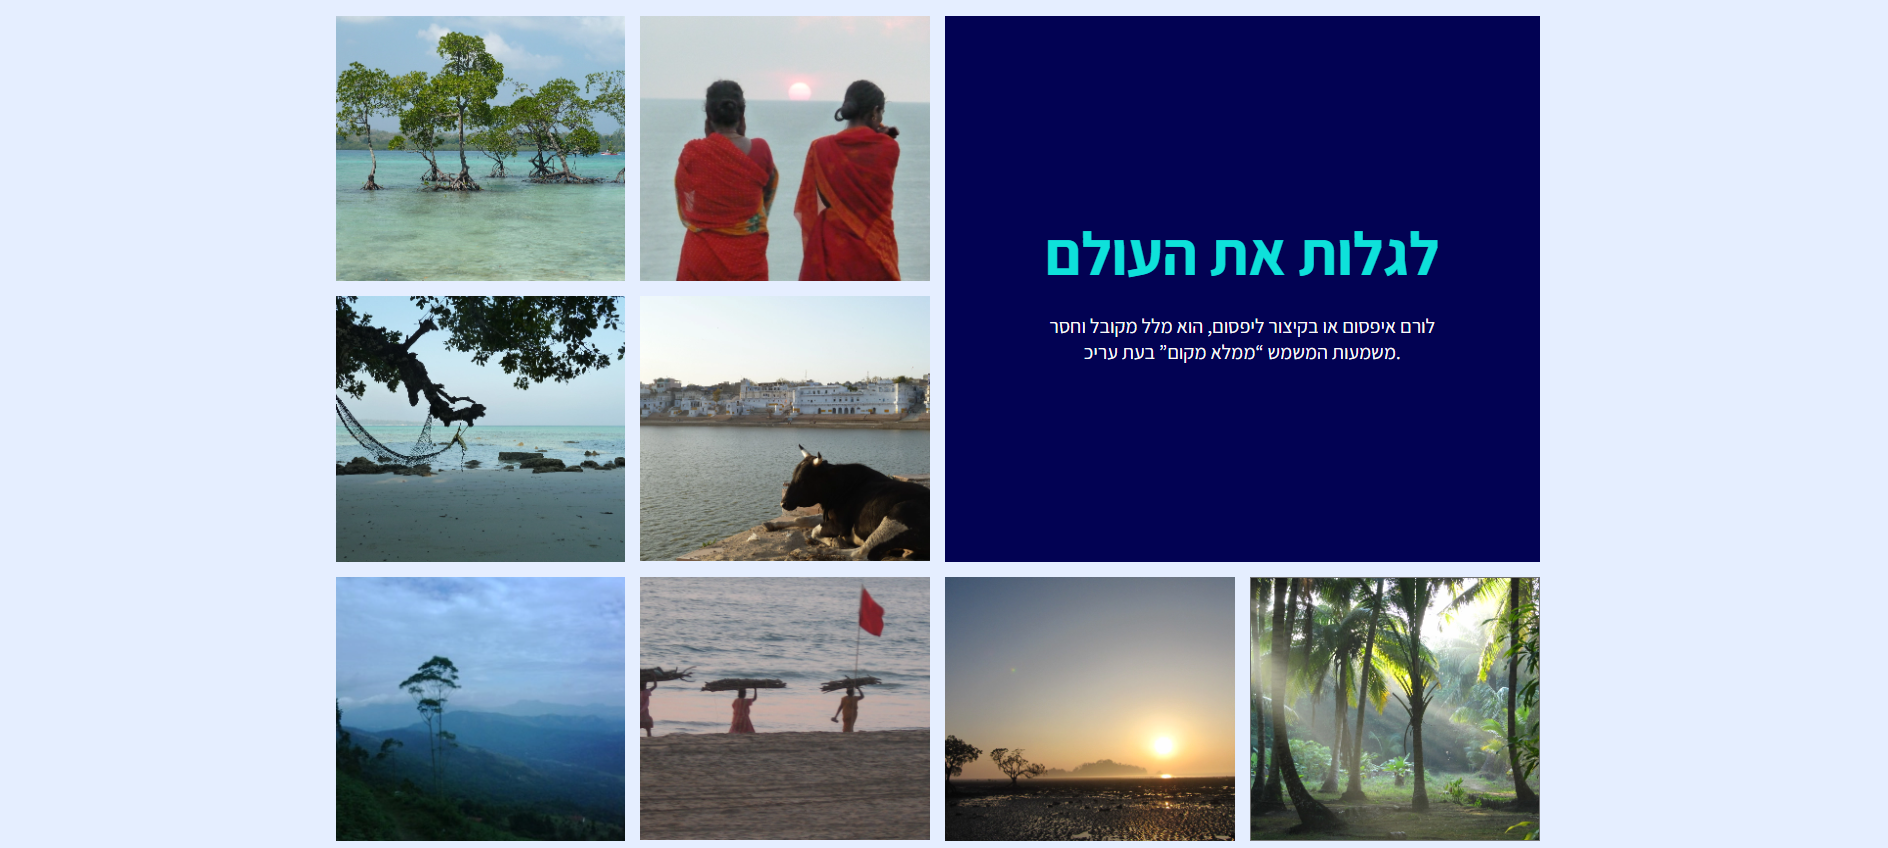 לגלות את העולם
לורם איפסום או בקיצור ליפסום, הוא מלל מקובל וחסר
משמעות המשמש “ממלא מקום” בעת עריכ.